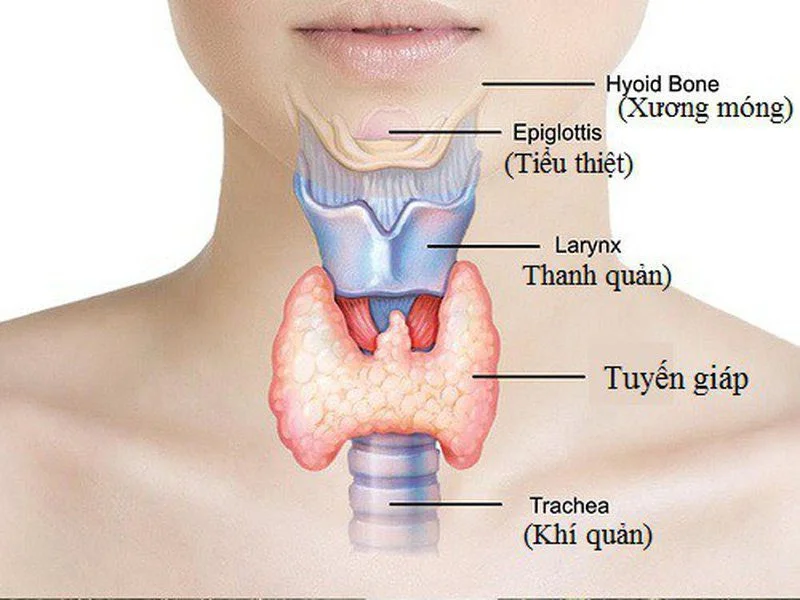 Hyoid Bone
(Xương móng)
Epiglottis
(Tiểu thiệt)
Larynx
Thanh quản)
Tuyến giáp
Trachea
(Khí quản)